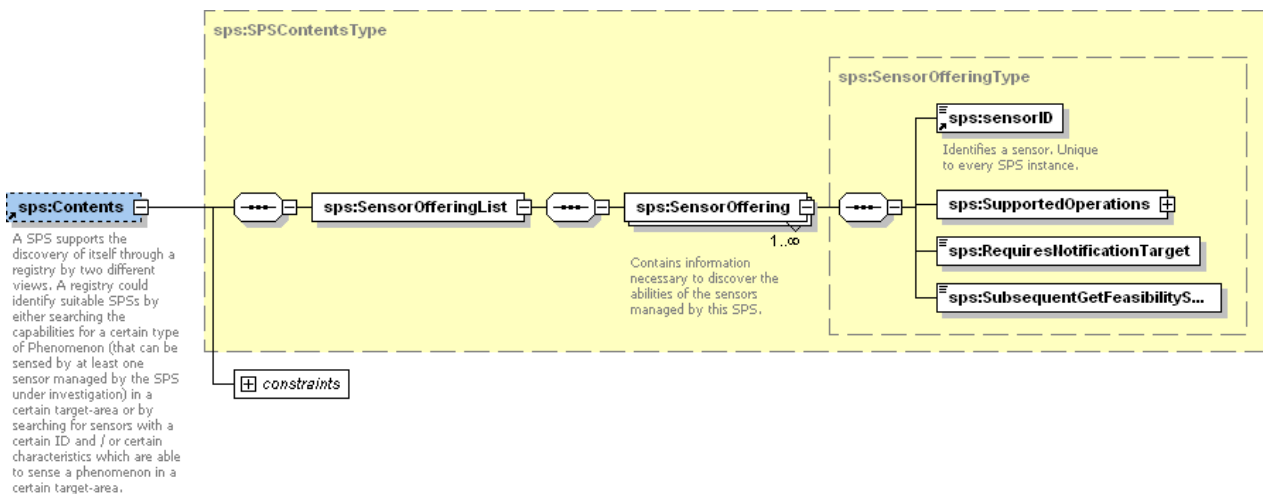 sps:SPSContentsType
sps:SensorOfferingType
sps:sensorID
Identifies a sensor. Unique
to every SPS instance.
sps:Contents
sps:SensorOfferingList
sps:SensorOffering
1..∞
sps:SupportedOperations
sps:RequiresNotificationTarget
sps:SubsequentGetFeasibilityS...
Contains information
necessary to discover the
abilities of the sensors
managed by this SPS.
A SPS supports the
discovery of itself through a
registry by two different
views. A registry could
identify suitable SPSs by
either searching the
capabilities for a certain type
of Phenomenon (that can be
sensed by at least one
sensor managed by the SPS
under investigation) in a
certain target-area or by
searching for sensors with a
certain ID and / or certain
characteristics which are able
to sense a phenomenon in a
certain target-area.
constraints